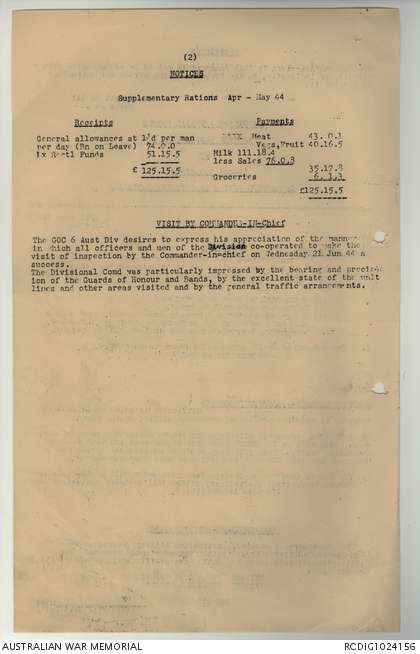 (2)
NOTICES
Supplementary Rations Apr - May 44
Receipts Payments
General allowances at 1½d per man Meat 43. 0.1
per day (Bn on Leave) 74.0.0 Vegs,Fruit 40.16.5
Ex Regtl Funds 51.15.5 Milk 111.18.4
less Sales 76.0.8 35.17.8
£ 125.15.5 Groceries 6. 1.3
£125.15.5
VISIT BY COMMANDER-IN-Chief
The GOC 6 Aust Div desires to express his appreciation of the manner
in which all officers and men of the Division co-operated to make the
visit of inspection by the Commander-in-chief on Wednesday 21 Jun 44 a
success.
The Divisional Comd was particularly impressed by the bearing and precis-
ion of the Guards of Honour and Bands, by the excellent state of the unit
lines and other areas visited and by the general traffic arrangements.
AUSTRALIAN WAR MEMORIAL RCDIG1024156